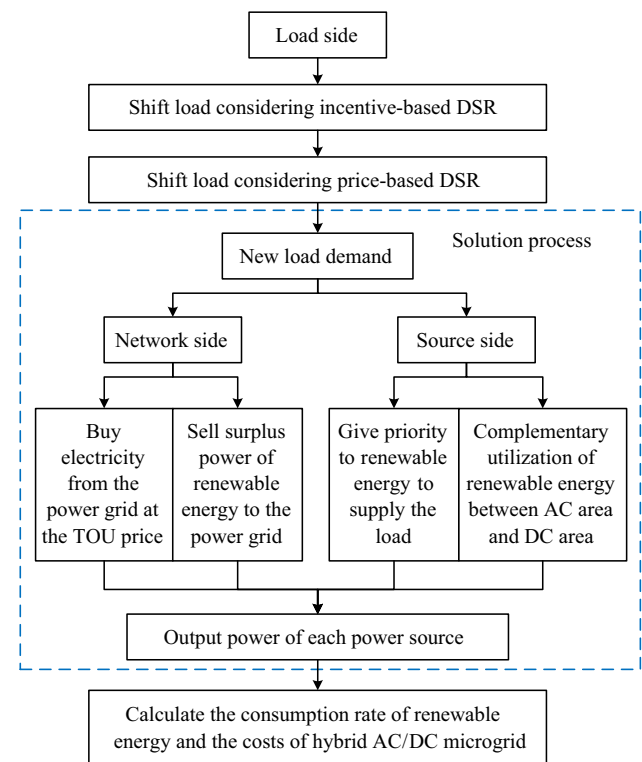 Load side
Shift load considering incentive-based DSR
Shift load considering price-based DSR
Solution process
New load demand
Network side
Source side
Buy
electricity
from the
power grid at
the TOU price
Sell surplus
power of
renewable
energy to the
power grid
Give priority
to renewable
energy to
supply the
load
Complementary
utilization of
renewable energy
between AC area
and DC area
Output power of each power source
Calculate the consumption rate of renewable
energy and the costs of hybrid AC/DC microgrid